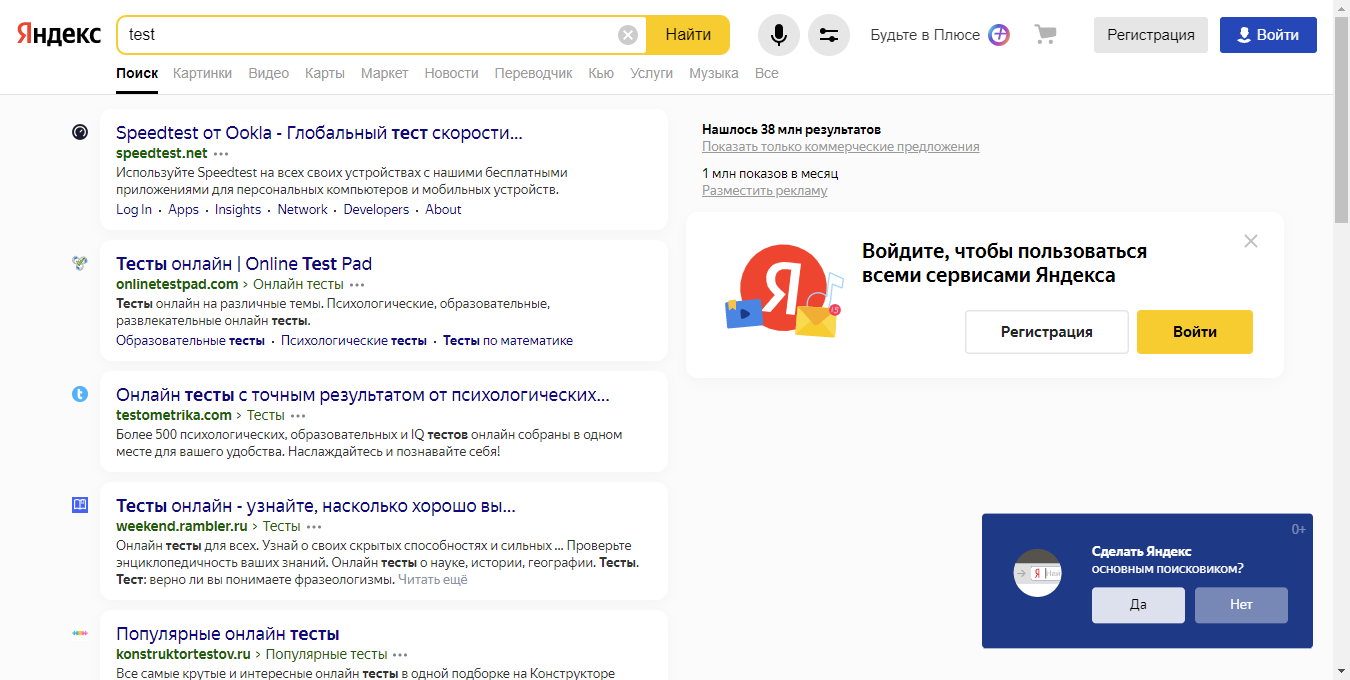 Яндекс
test
Найти
Будьте в Плюсе
Регистрация
Войти
Поиск Картинки Видео Карты Маркет Новости Переводчик Кью Услуги Музыка Все
Speedtest от Ookla - Глобальный тест скорости...
speedtest.net
Используйте Speedtest на всех своих устройствах с нашими бесплатными
приложениями для персональных компьютеров и мобильных устройств.
Log In · Apps · Insights · Network · Developers · About
Тесты онлайн | Online Test Pad
onlinetestpad.com › Онлайн тесты
Тесты онлайн на различные темы. Психологические, образовательные,
развлекательные онлайн тесты.
Образовательные тесты · Психологические тесты · Тесты по математике
Онлайн тесты с точным результатом от психологических...
testometrika.com › Тесты
Более 500 психологических, образовательных и IQ тестов онлайн собраны в одном
месте для вашего удобства. Наслаждайтесь и познавайте себя!
Тесты онлайн - узнайте, насколько хорошо вы...
weekend.rambler.ru › Тесты
Онлайн тесты для всех. Узнай о своих скрытых способностях и сильных ... Проверьте
энциклопедичность ваших знаний. Онлайн тесты о науке, истории, географии. Тесты.
Тест: верно ли вы понимаете фразеологизмы. Читать ещё
Популярные онлайн тесты
konstruktortestov.ru › Популярные тесты
Все самые крутые и интересные онлайн тесты в одной подборке на Конструкторе
Нашлось 38 млн результатов
Показать только коммерческие предложения
1 млн показов в месяц
Разместить рекламу
Я
15
Войдите, чтобы пользоваться
всеми сервисами Яндекса
Регистрация
Войти
0+
Я Най
Сделать Яндекс
основным поисковиком?
Да
Нет